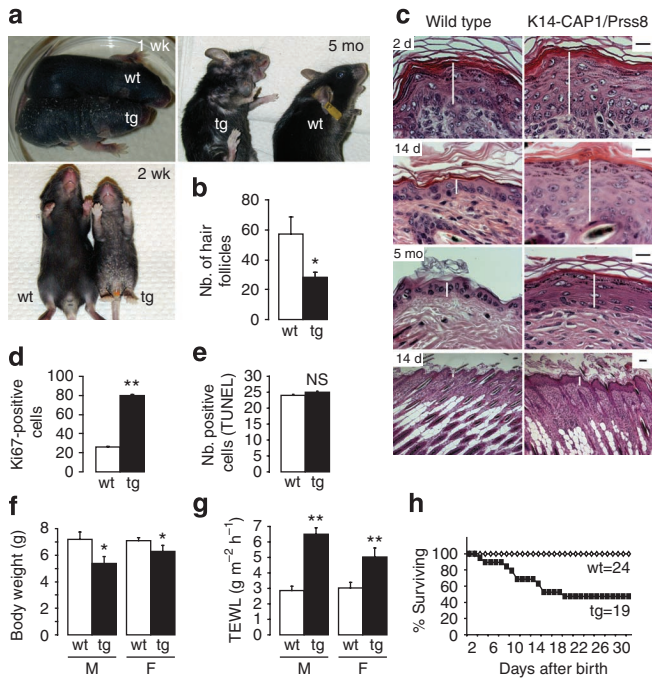 a
1 wk
wt
tg
5 mo
tg
wt
2 wk
wt
tg
b
Nb. of hair
follicles
80
60
40
20
0
*
wt tg
c
Wild type
K14-CAP1/Prss8
2 d
14 d
5 mo
14 d
d
Ki67-positive
cells
100
80
60
40
20
0
**
wt tg
e
Nb. positive
cells (TUNEL)
30
25
20
15
10
5
0
NS
wt tg
f
Body weight (g)
8
6
4
2
0
*
*
wt tg wt tg
M F
g
TEWL (g m⁻² h⁻¹)
7
6
5
4
3
2
1
0
**
**
wt tg wt tg
M F
h
% Surviving
100
80
60
40
20
0
wt=24
tg=19
2 6 10 14 18 22 26 30
Days after birth